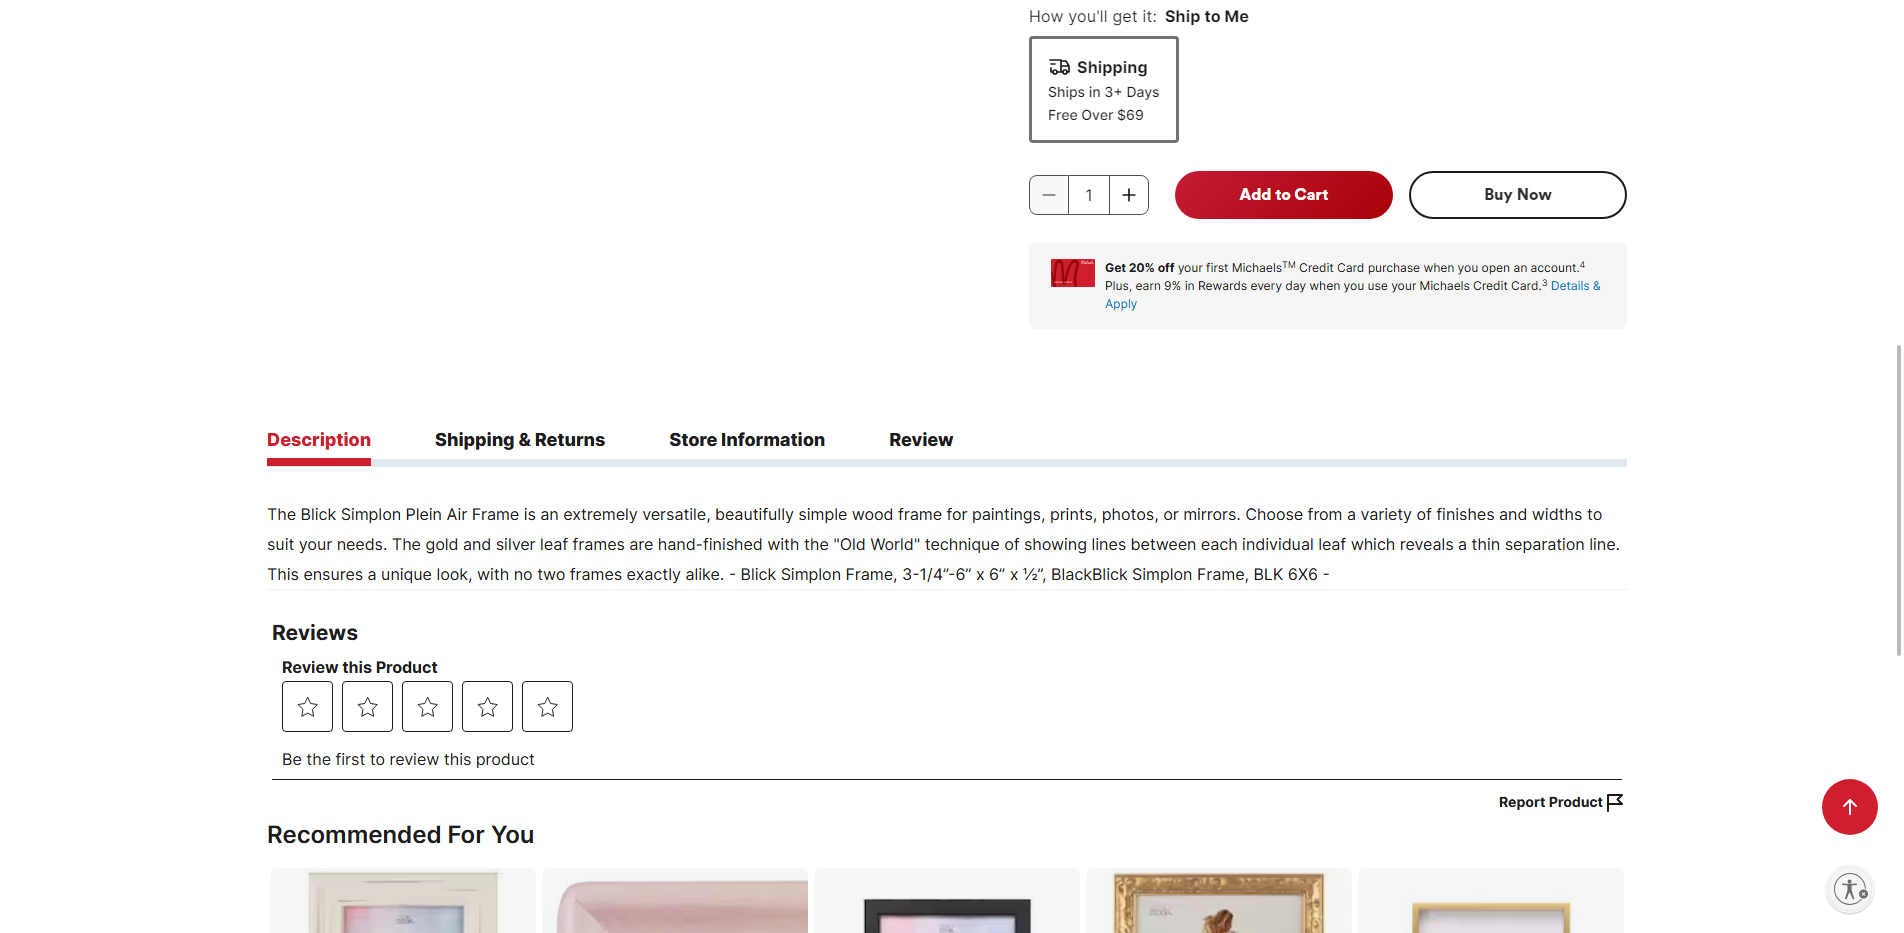 How you'll get it: Ship to Me
Shipping
Ships in 3+ Days
Free Over $69
1
Add to Cart
Buy Now
Get 20% off your first Michaels™ Credit Card purchase when you open an account.⁴
Plus, earn 9% in Rewards every day when you use your Michaels Credit Card.³ Details &
Apply
Description
Shipping & Returns
Store Information
Review
The Blick Simplon Plein Air Frame is an extremely versatile, beautifully simple wood frame for paintings, prints, photos, or mirrors. Choose from a variety of finishes and widths to
suit your needs. The gold and silver leaf frames are hand-finished with the "Old World" technique of showing lines between each individual leaf which reveals a thin separation line.
This ensures a unique look, with no two frames exactly alike. - Blick Simplon Frame, 3-1/4”-6” x 6” x ½”, BlackBlick Simplon Frame, BLK 6X6 -
Reviews
Review this Product
Be the first to review this product
Report Product
Recommended For You